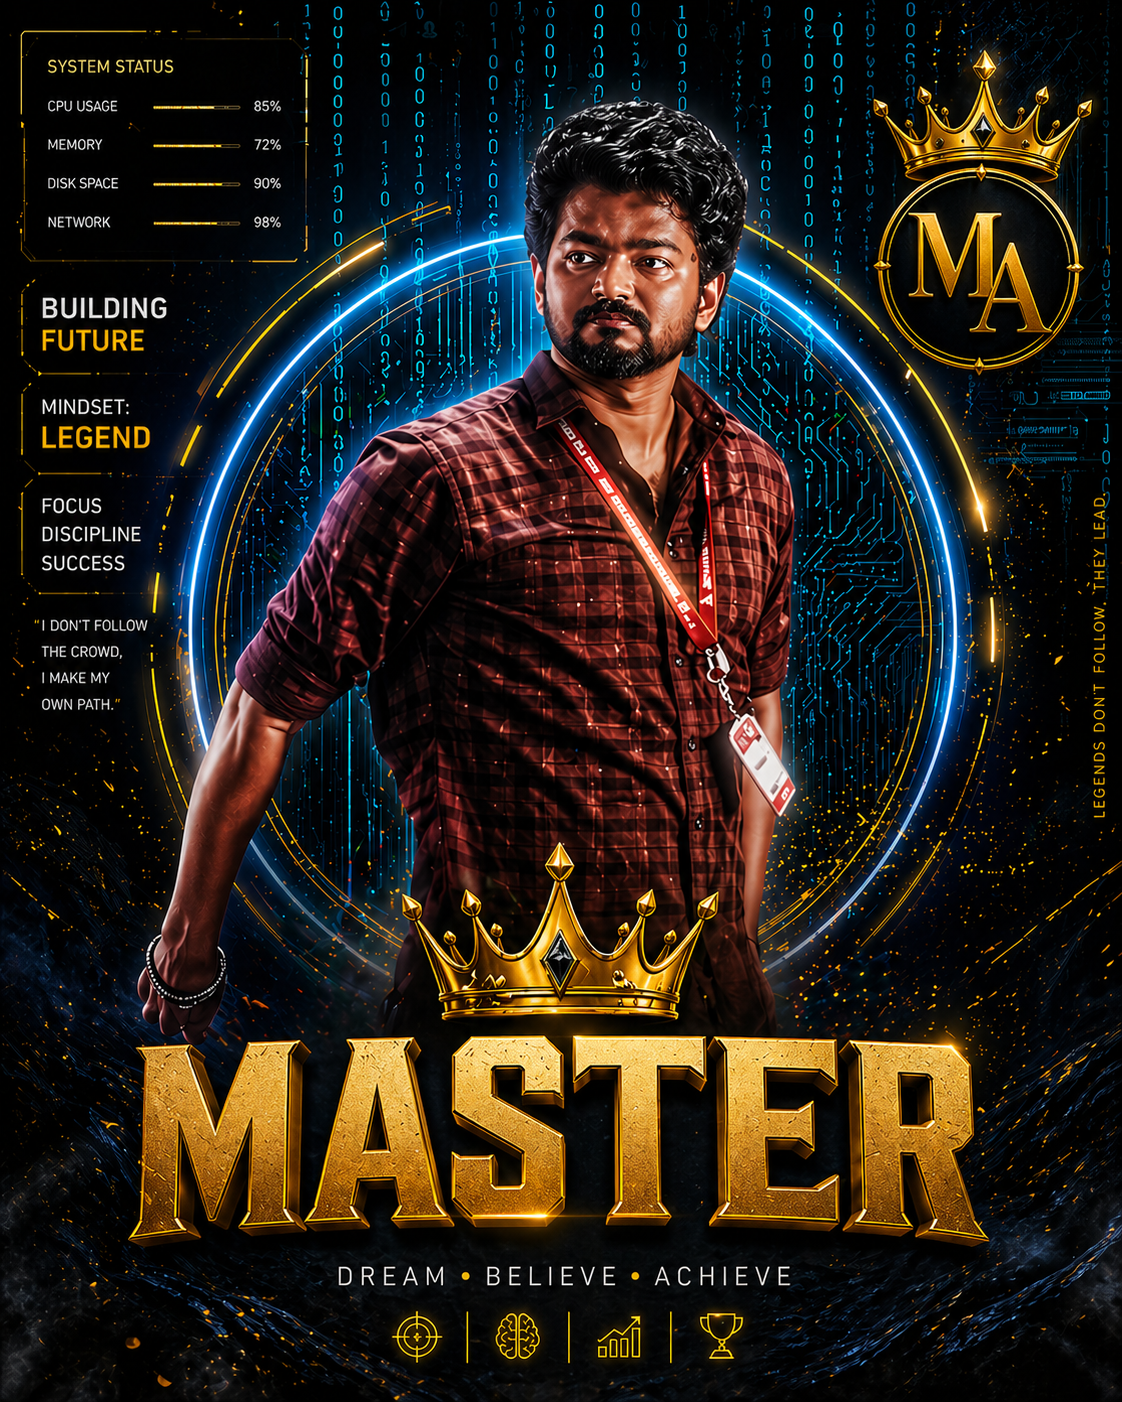 SYSTEM STATUS
CPU USAGE 85%
MEMORY 72%
DISK SPACE 90%
NETWORK 98%
MA
BUILDING
FUTURE
MINDSET:
LEGEND
FOCUS
DISCIPLINE
SUCCESS
"I DON'T FOLLOW
THE CROWD,
I MAKE MY
OWN PATH."
LEGENDS DONT FOLLOW, THEY LEAD.
MASTER
DREAM • BELIEVE • ACHIEVE